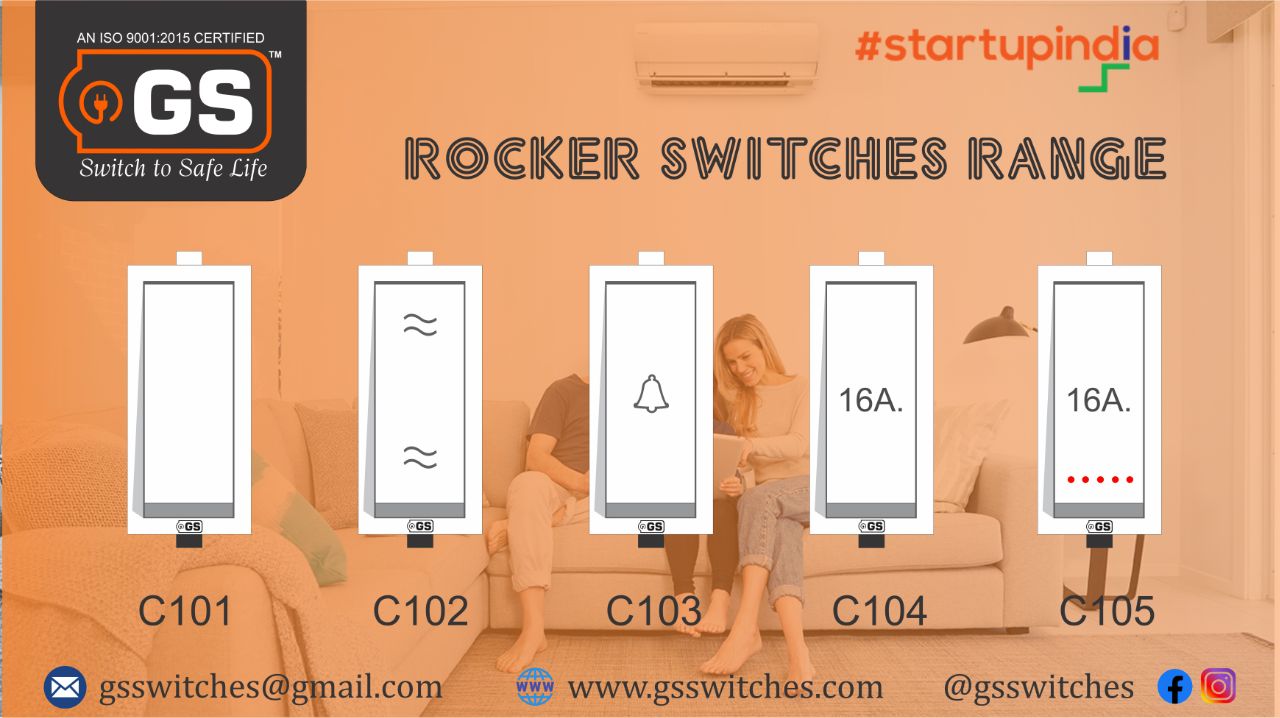 AN ISO 9001:2015 CERTIFIED
GS TM
Switch to Safe Life
#startupindia
ROCKER SWITCHES RANGE
16A. 16A.
GS GS GS GS GS
C101 C102 C103 C104 C105
gsswitches@gmail.com www www.gsswitches.com @gsswitches